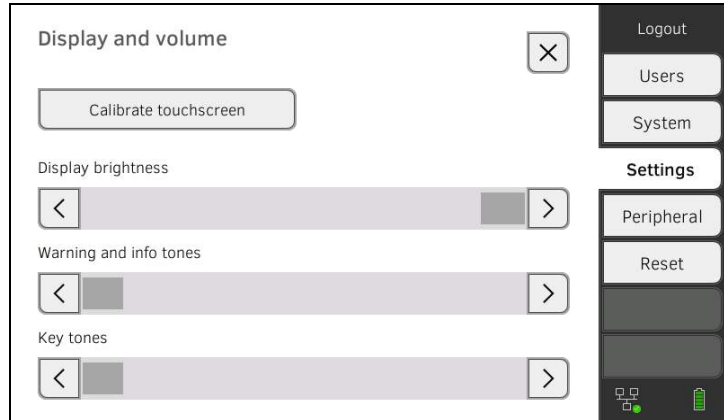 Display and volume
Calibrate touchscreen
Display brightness
Warning and info tones
Key tones
Logout
Users
System
Settings
Peripheral
Reset